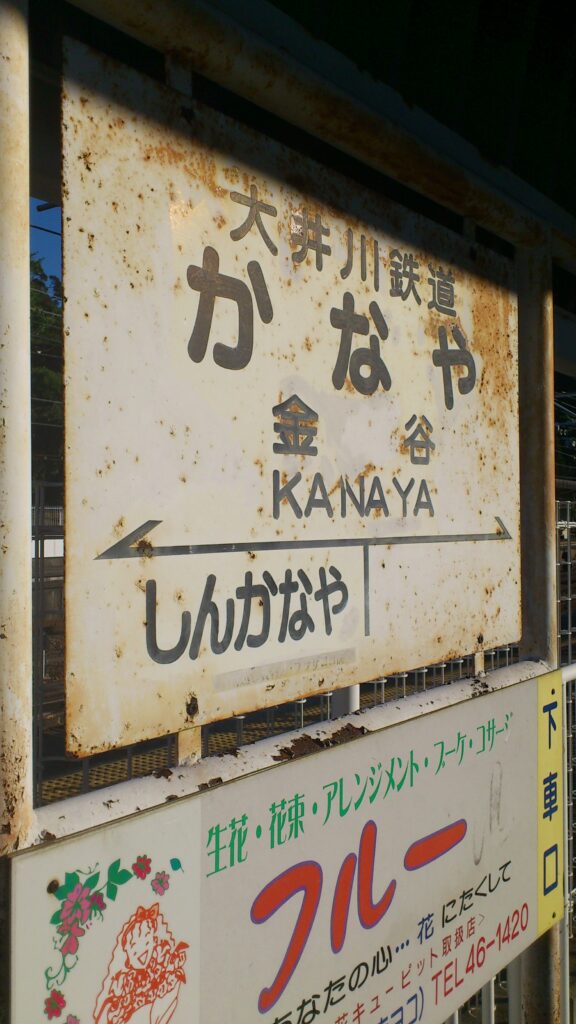 大井川鉄道
かなや
金谷
KANAYA
しんかなや
下車口
生花・花束・アレンジメント・ブーケ・コサージ
フルー
あなたの心…花にたくして
花キューピット取扱店>
TEL46-1420